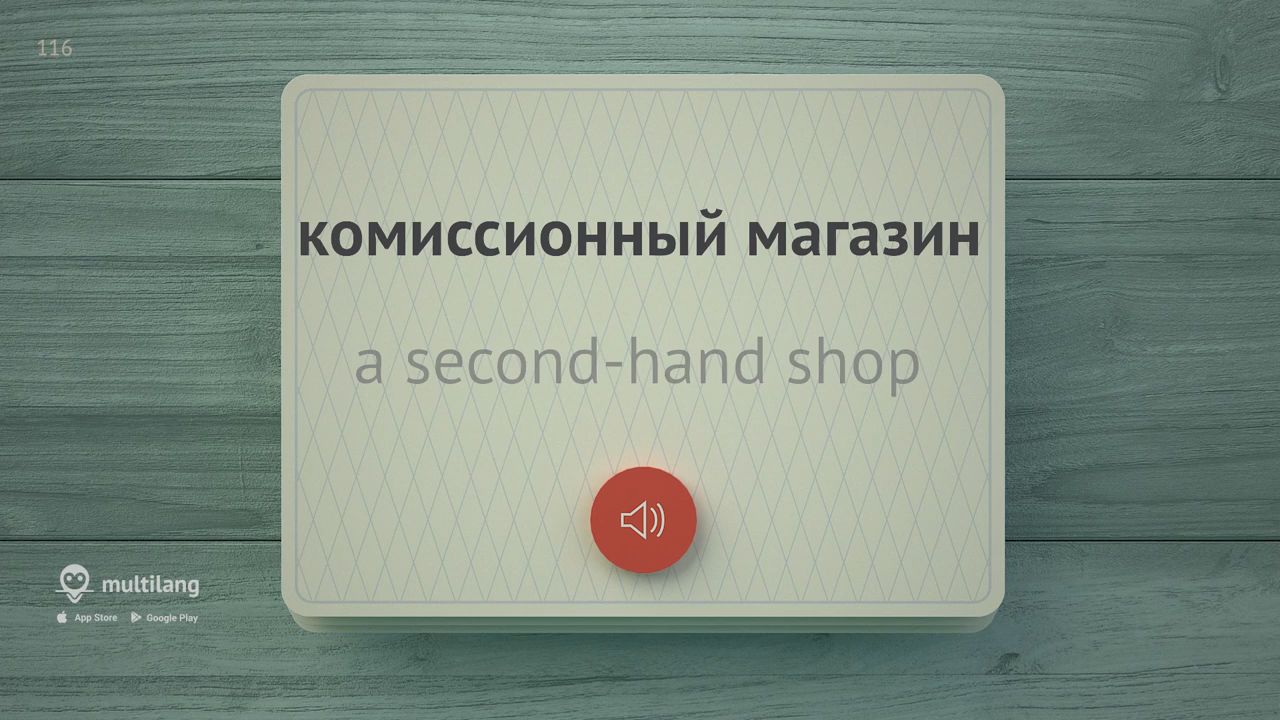 116
комиссионный магазин
a second-hand shop
multilang
App Store Google Play